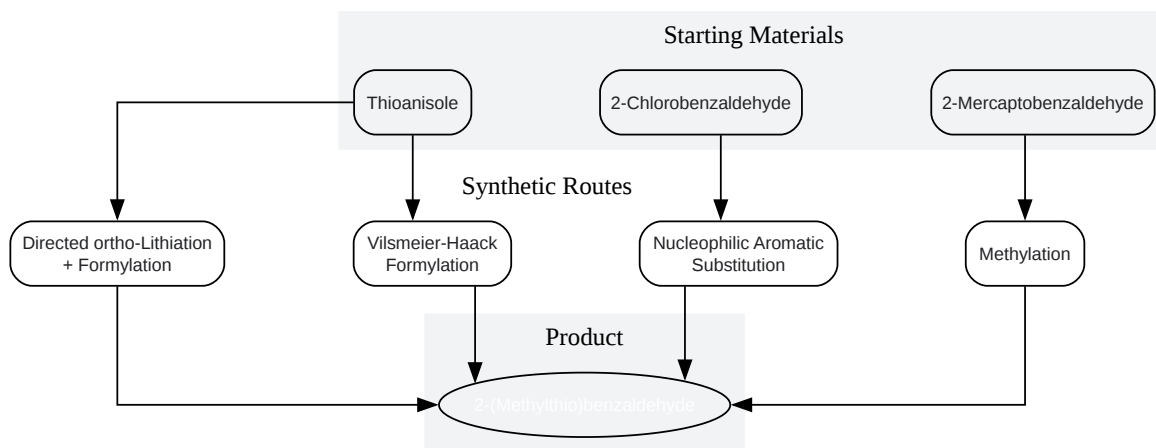 Starting Materials
Thioanisole
2-Chlorobenzaldehyde
2-Mercaptobenzaldehyde
Synthetic Routes
Directed ortho-Lithiation
+ Formylation
Vilsmeier-Haack
Formylation
Nucleophilic Aromatic
Substitution
Methylation
Product
2-(Methylthio)benzaldehyde